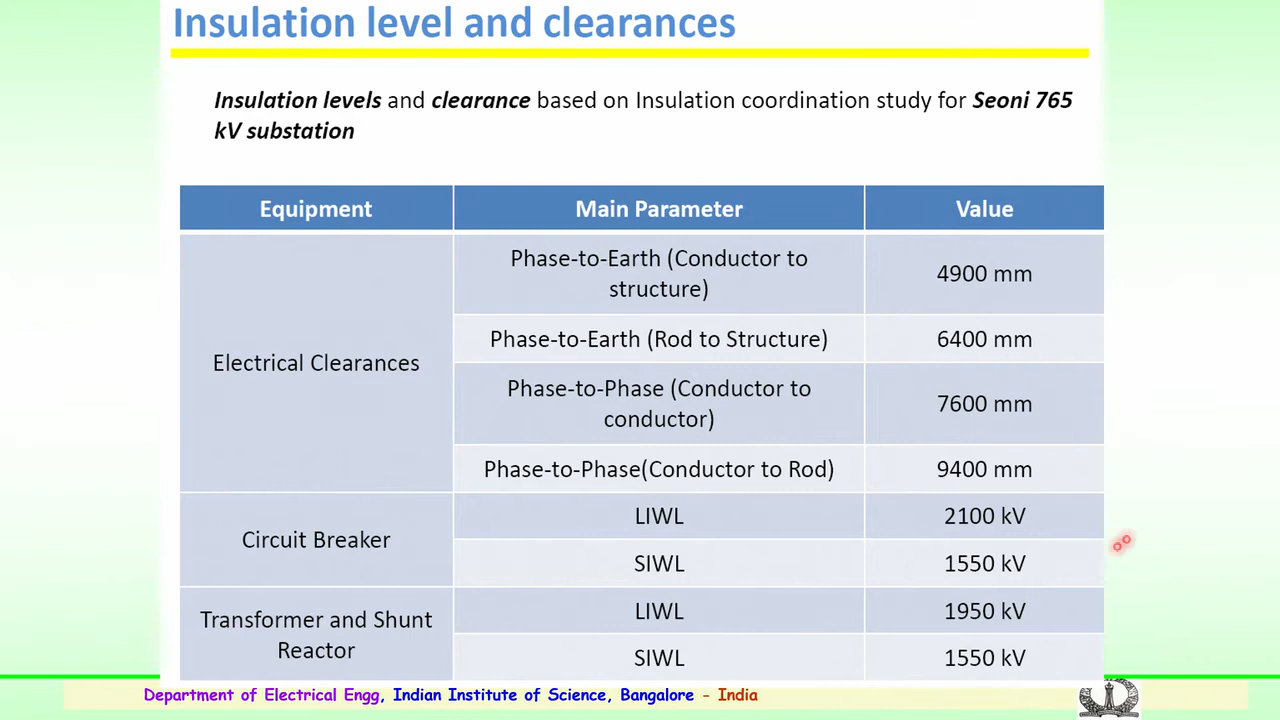 Insulation level and clearances
Insulation levels and clearance based on Insulation coordination study for Seoni 765
kV substation
Equipment
Main Parameter
Value
Electrical Clearances
Phase-to-Earth (Conductor to
structure)
4900 mm
Phase-to-Earth (Rod to Structure)
6400 mm
Phase-to-Phase (Conductor to
conductor)
7600 mm
Phase-to-Phase(Conductor to Rod)
9400 mm
Circuit Breaker
LIWL
2100 kV
SIWL
1550 kV
Transformer and Shunt
Reactor
LIWL
1950 kV
SIWL
1550 kV
Department of Electrical Engg, Indian Institute of Science, Bangalore - India